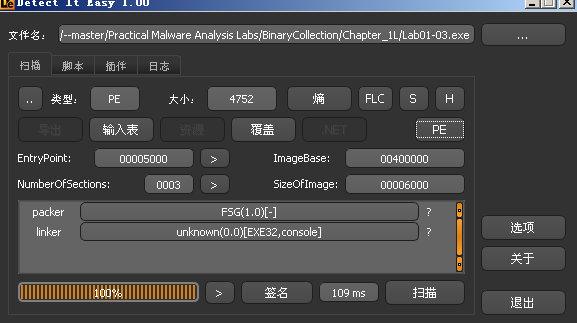 Detect It Easy 1.00
文件名: /--master/Practical Malware Analysis Labs/BinaryCollection/Chapter_1L/Lab01-03.exe ...
扫描 脚本 插件 日志
.. 类型: PE 大小: 4752 熵 FLC S H
导出 输入表 资源 覆盖 .NET PE
EntryPoint: 00005000 > ImageBase: 00400000
NumberOfSections: 0003 > SizeOfImage: 00006000
packer FSG(1.0)[-] ?
linker unknown(0.0)[EXE32,console] ?
选项
关于
100% > 签名 109 ms 扫描
退出